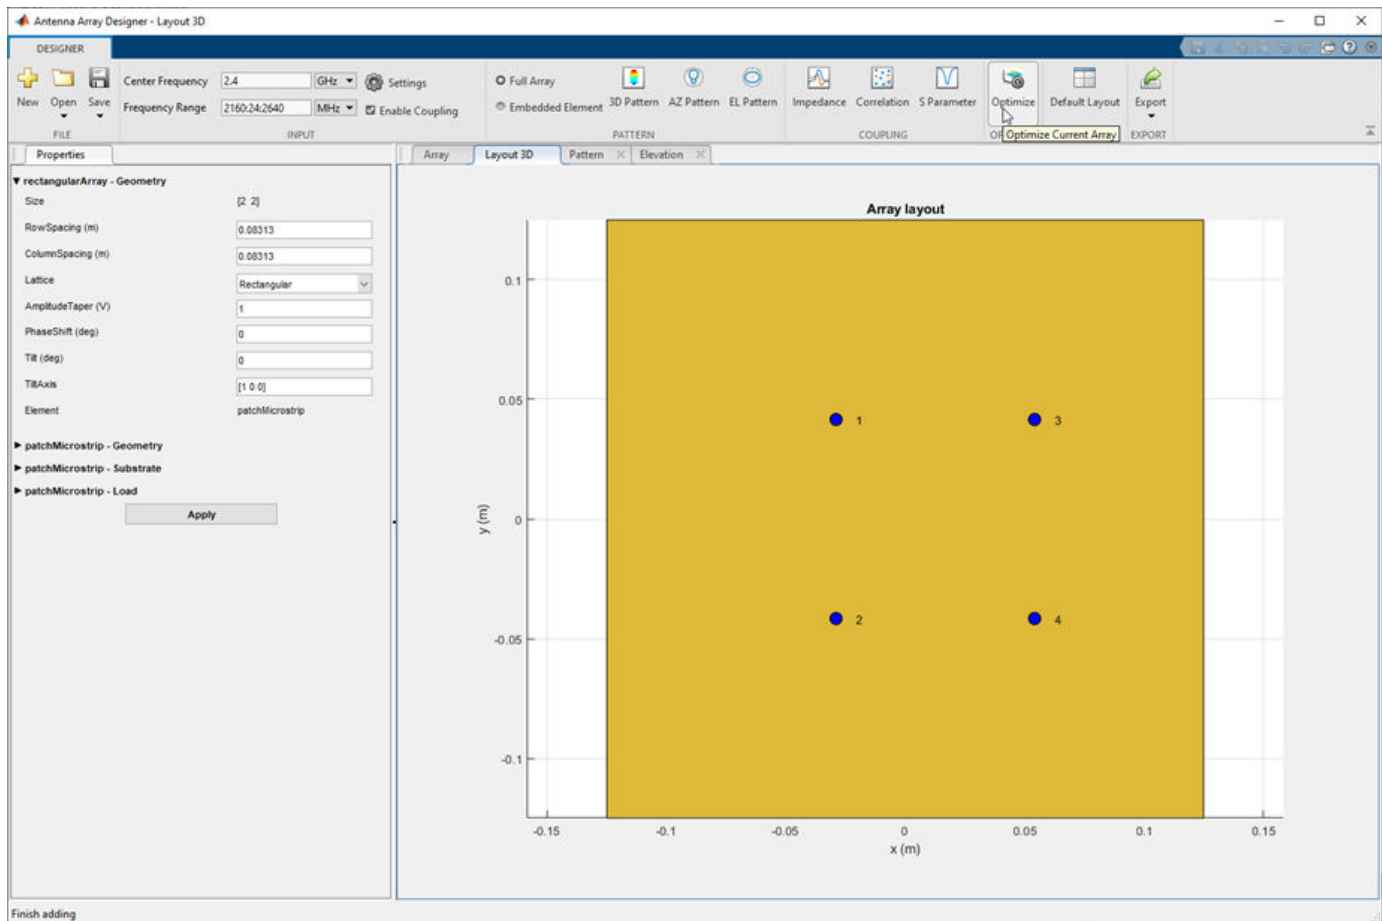 Antenna Array Designer - Layout 3D
DESIGNER
New
Open
Save
FILE
Center Frequency 2.4 GHz
Frequency Range 2160:24:2640 MHz
Settings
Enable Coupling
INPUT
Full Array
Embedded Element
3D Pattern
AZ Pattern
EL Pattern
PATTERN
Impedance
Correlation
S Parameter
COUPLING
Optimize
Optimize Current Array
Default Layout
Export
EXPORT
Properties
rectangularArray - Geometry
Size [2 2]
RowSpacing (m) 0.08313
ColumnSpacing (m) 0.08313
Lattice Rectangular
AmplitudeTaper (V) 1
PhaseShift (deg) 0
Tilt (deg) 0
TiltAxis [1 0 0]
Element patchMicrostrip
patchMicrostrip - Geometry
patchMicrostrip - Substrate
patchMicrostrip - Load
Apply
Array
Layout 3D
Pattern
Elevation
Array layout
0.1
0.05
0
-0.05
-0.1
y (m)
1
3
2
4
-0.15 -0.1 -0.05 0 0.05 0.1 0.15
x (m)
Finish adding